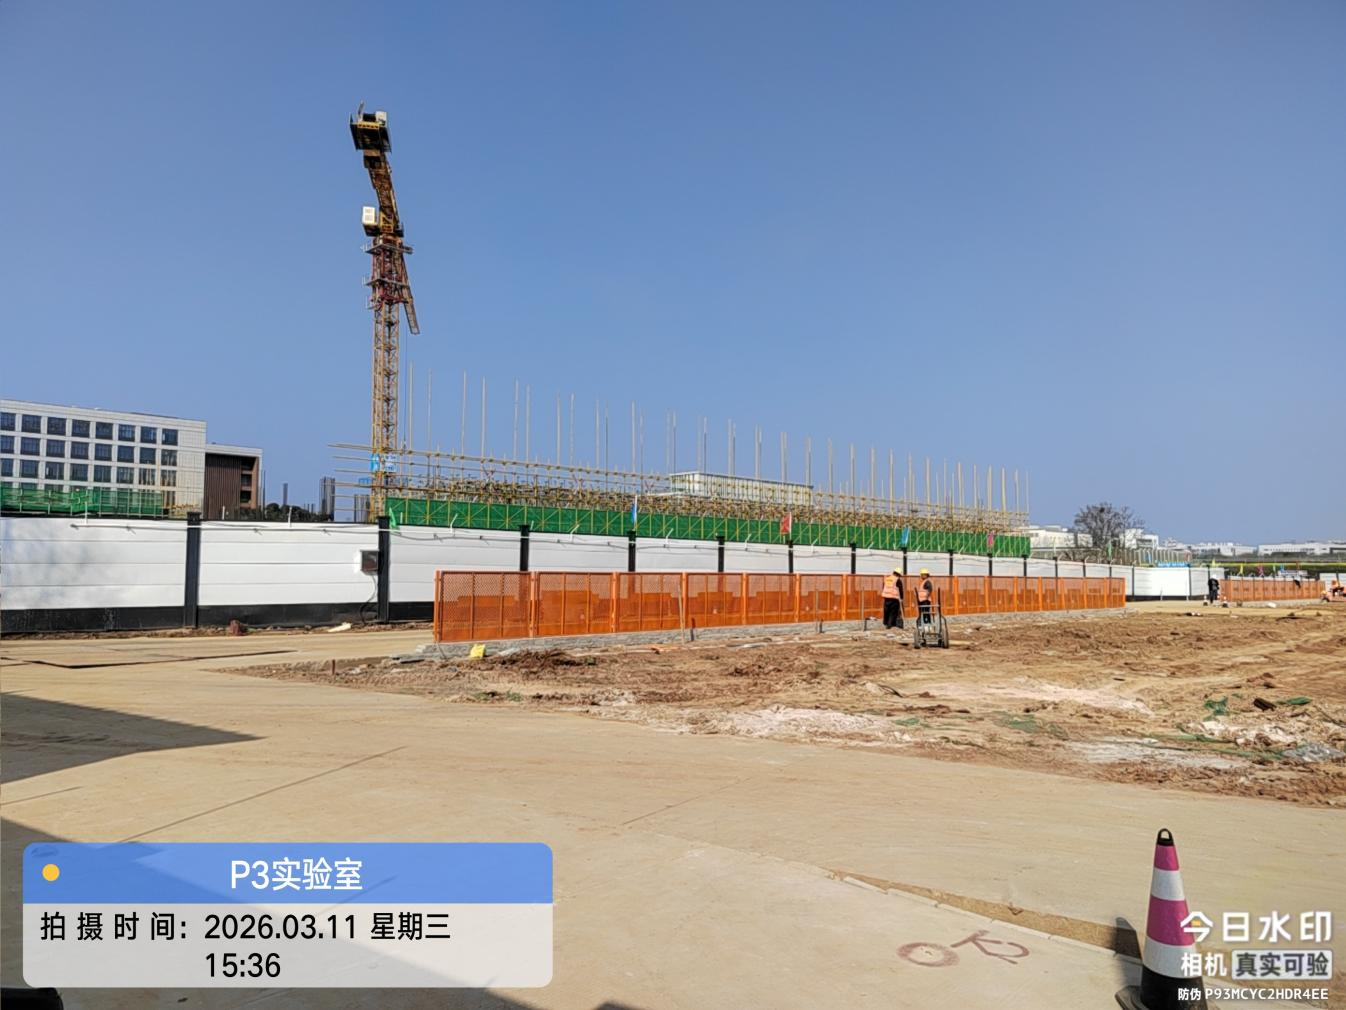 P3实验室
拍摄时间: 2026.03.11 星期三
15:36
今日水印
相机 真实可验
防伪 P93MCYC2HDR4EE